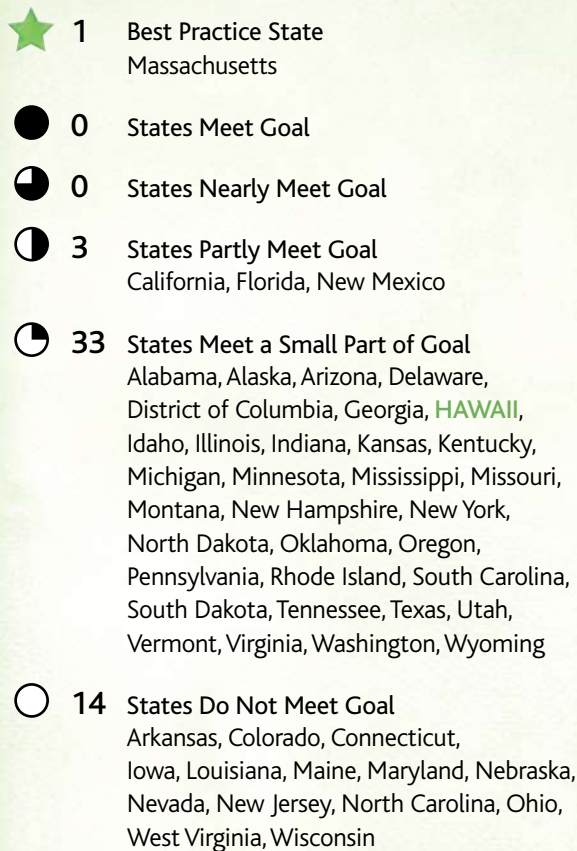 1 Best Practice State
Massachusetts
0 States Meet Goal
0 States Nearly Meet Goal
3 States Partly Meet Goal
California, Florida, New Mexico
33 States Meet a Small Part of Goal
Alabama, Alaska, Arizona, Delaware,
District of Columbia, Georgia, HAWAII,
Idaho, Illinois, Indiana, Kansas, Kentucky,
Michigan, Minnesota, Mississippi, Missouri,
Montana, New Hampshire, New York,
North Dakota, Oklahoma, Oregon,
Pennsylvania, Rhode Island, South Carolina,
South Dakota, Tennessee, Texas, Utah,
Vermont, Virginia, Washington, Wyoming
14 States Do Not Meet Goal
Arkansas, Colorado, Connecticut,
Iowa, Louisiana, Maine, Maryland, Nebraska,
Nevada, New Jersey, North Carolina, Ohio,
West Virginia, Wisconsin